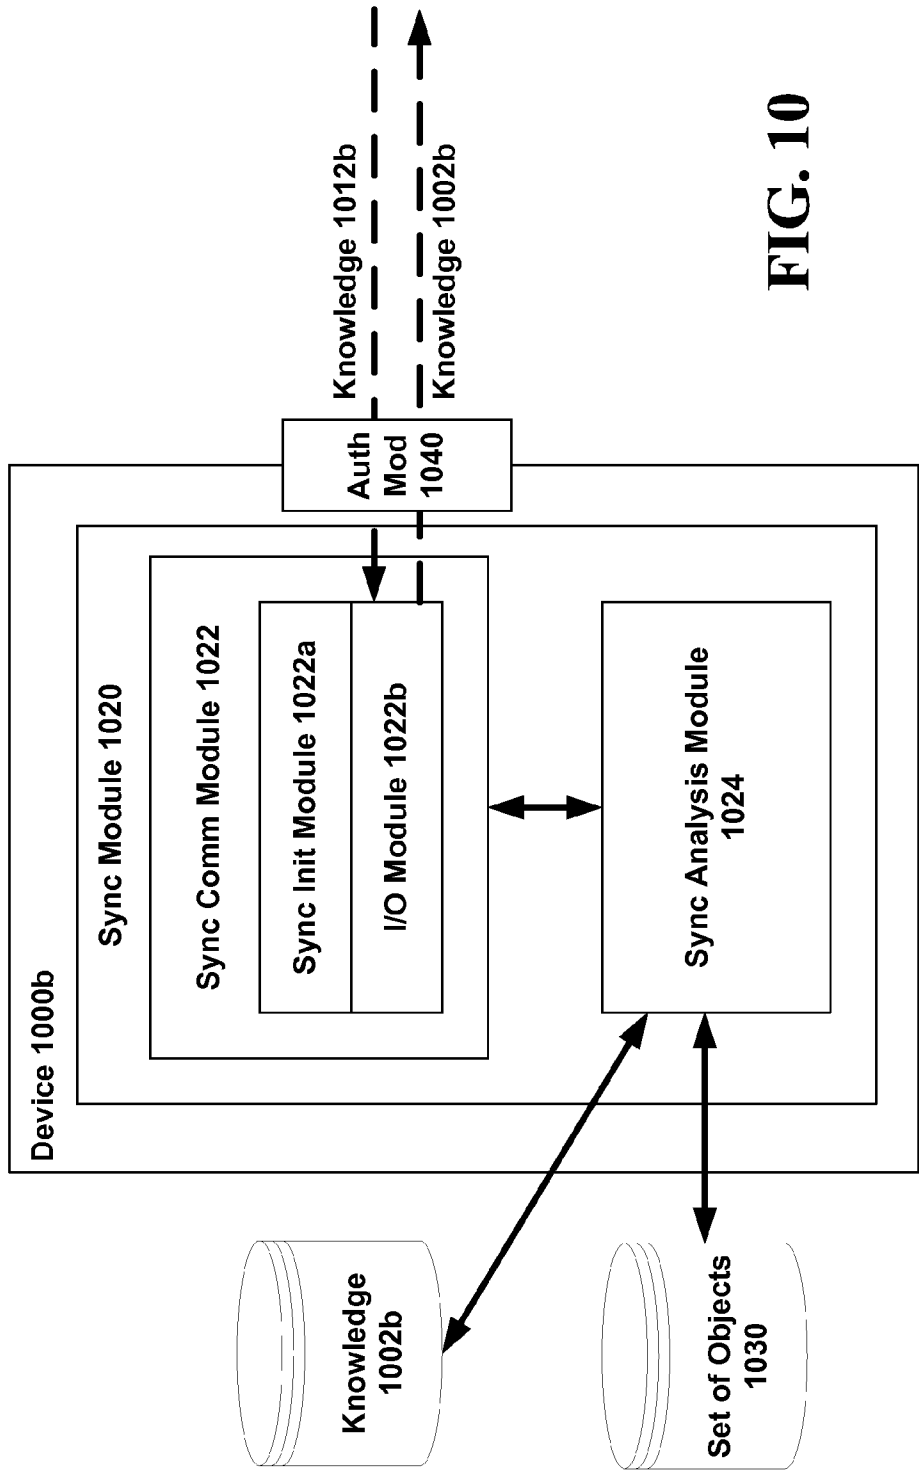 Device 1000b
Sync Module 1020
Sync Comm Module 1022
Sync Init Module 1022a
I/O Module 1022b
Auth
Mod
1040
Knowledge 1012b
Knowledge 1002b
Knowledge
1002b
Sync Analysis Module
1024
Set of Objects
1030
FIG. 10